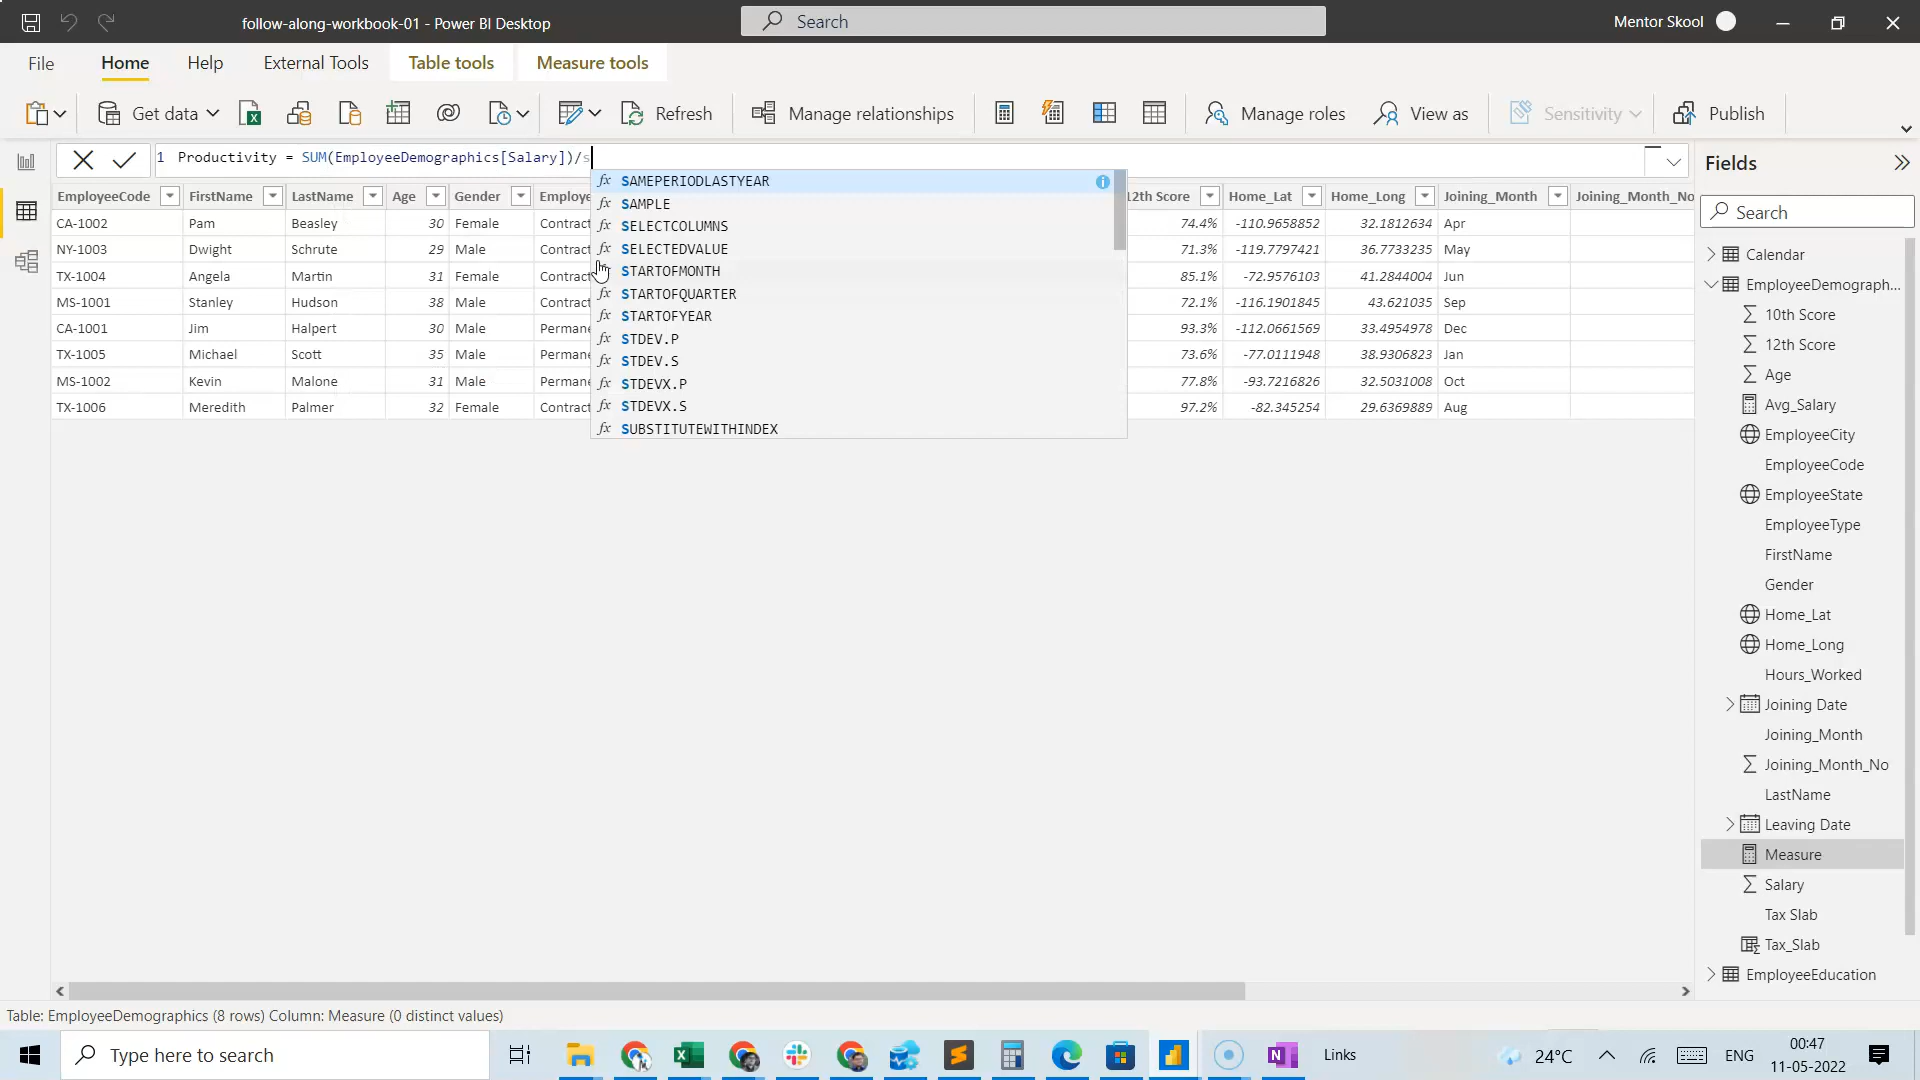 follow-along-workbook-01 - Power BI Desktop
Search
Mentor Skool
File
Home
Help
External Tools
Table tools
Measure tools
Get data
Refresh
Manage relationships
Manage roles
View as
Sensitivity
Publish
1 Productivity = SUM(EmployeeDemographics[Salary])/s
Fields
Search
EmployeeCode FirstName LastName Age Gender Employe 12th Score Home_Lat Home_Long Joining_Month Joining_Month_No
CA-1002 Pam Beasley 30 Female Contract 74.4% -110.9658852 32.1812634 Apr
NY-1003 Dwight Schrute 29 Male Contract 71.3% -119.7797421 36.7733235 May
TX-1004 Angela Martin 31 Female Contract 85.1% -72.9576103 41.2844004 Jun
MS-1001 Stanley Hudson 38 Male Contract 72.1% -116.1901845 43.621035 Sep
CA-1001 Jim Halpert 30 Male Permane 93.3% -112.0661569 33.4954978 Dec
TX-1005 Michael Scott 35 Male Permane 73.6% -77.0111948 38.9306823 Jan
MS-1002 Kevin Malone 31 Male Permane 77.8% -93.7216826 32.5031008 Oct
TX-1006 Meredith Palmer 32 Female Contract 97.2% -82.345254 29.6369889 Aug
fx SAMEPERIODLASTYEAR
fx SAMPLE
fx SELECTCOLUMNS
fx SELECTEDVALUE
STARTOFMONTH
fx STARTOFQUARTER
fx STARTOFYEAR
fx STDEV.P
fx STDEV.S
fx STDEVX.P
fx STDEVX.S
fx SUBSTITUTEWITHINDEX
Calendar
EmployeeDemograph...
10th Score
12th Score
Age
Avg_Salary
EmployeeCity
EmployeeCode
EmployeeState
EmployeeType
FirstName
Gender
Home_Lat
Home_Long
Hours_Worked
Joining Date
Joining_Month
Joining_Month_No
LastName
Leaving Date
Measure
Salary
Tax Slab
Tax_Slab
EmployeeEducation
Table: EmployeeDemographics (8 rows) Column: Measure (0 distinct values)
Type here to search
Links
24°C
ENG
00:47
11-05-2022